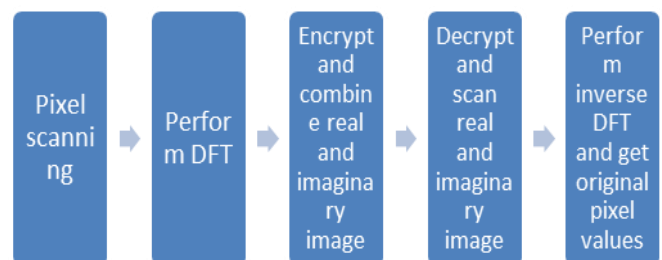 Pixel
scanni
ng
Perfor
m DFT
Encrypt
and
combin
e real
and
imagina
ry
image
Decrypt
and
scan
real
and
imagina
ry
image
Perfor
m
inverse
DFT
and get
original
pixel
values